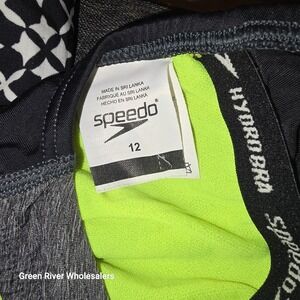 MADE IN SRI LANKA
FABRIQUÉ AU SRI LANKA
HECHO EN SRI LANKA
speedo
12
HYDROBRA
speedo
Green River Wholesalers